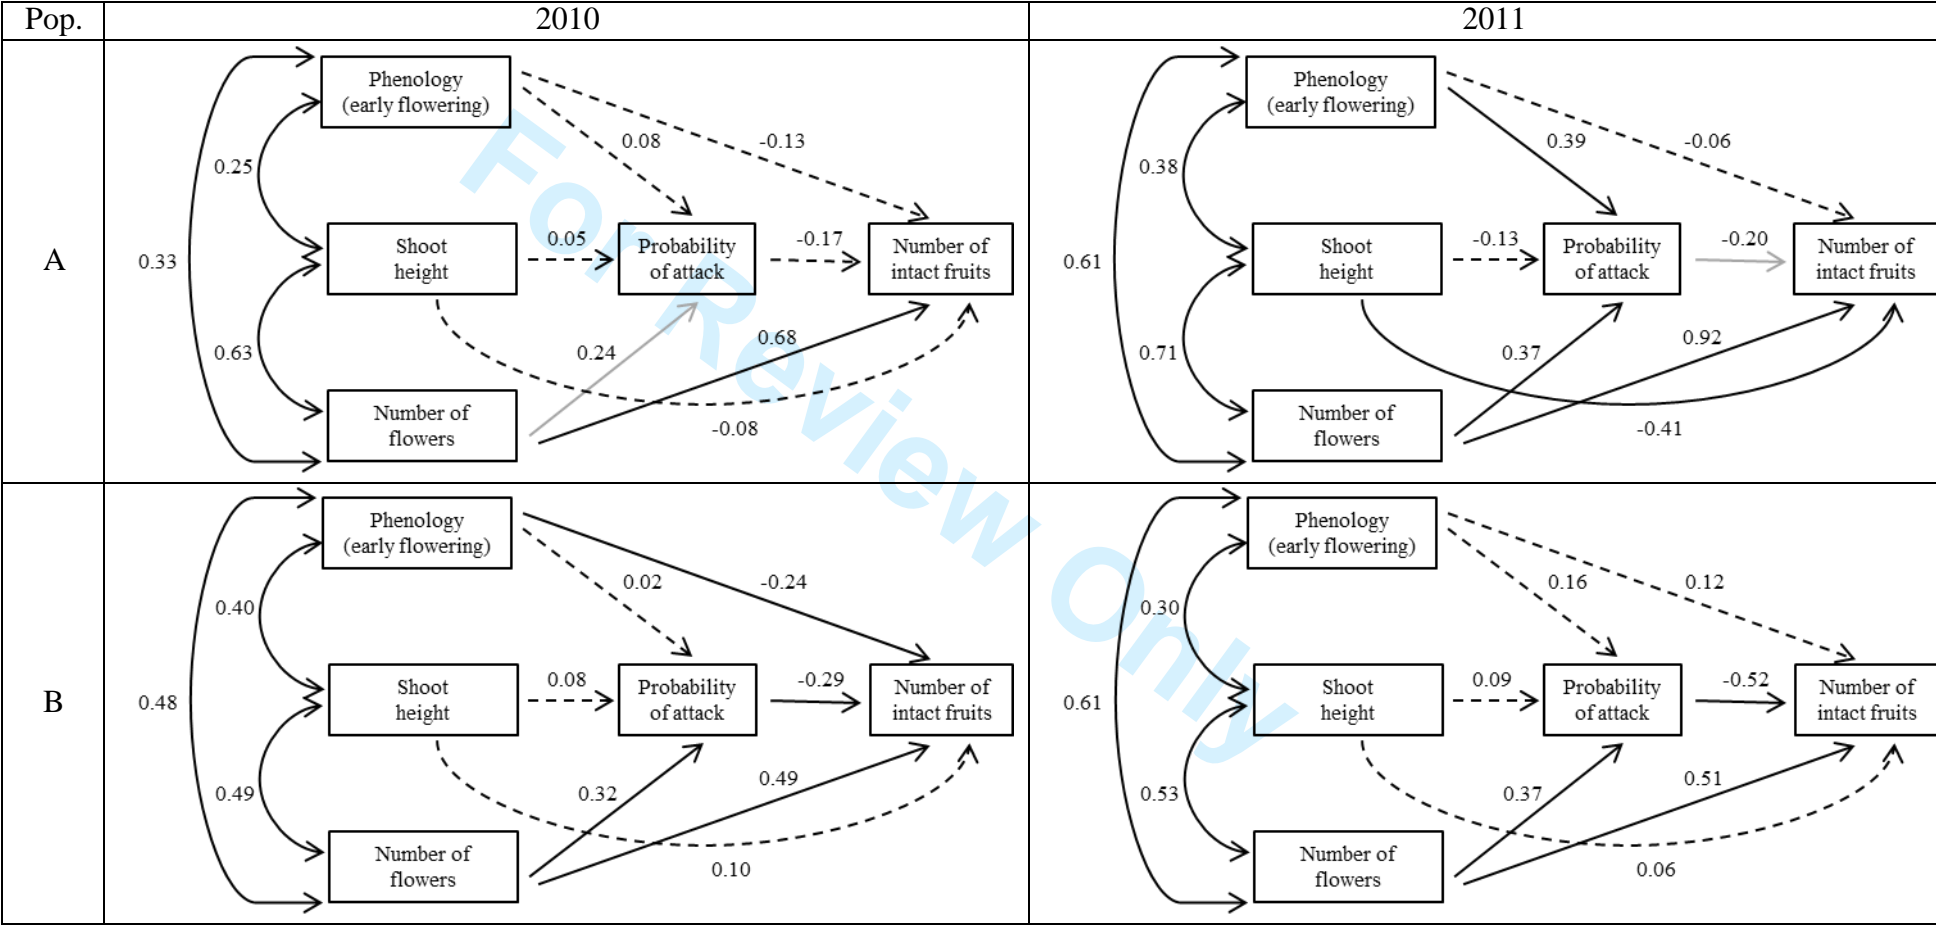 Pop.
2010
2011
A
Phenology
(early flowering)
0.08
-0.13
0.25
Shoot
height
0.05
Probability
of attack
-0.17
Number of
intact fruits
0.33
0.63
0.24
0.68
Number of
flowers
-0.08
Phenology
(early flowering)
0.39
-0.06
0.38
Shoot
height
-0.13
Probability
of attack
-0.20
Number of
intact fruits
0.61
0.71
0.37
0.92
Number of
flowers
-0.41
B
Phenology
(early flowering)
0.02
-0.24
0.40
Shoot
height
0.08
Probability
of attack
-0.29
Number of
intact fruits
0.48
0.49
0.32
0.49
Number of
flowers
0.10
Phenology
(early flowering)
0.16
0.12
0.30
Shoot
height
0.09
Probability
of attack
-0.52
Number of
intact fruits
0.61
0.53
0.37
0.51
Number of
flowers
0.06
For Review Only